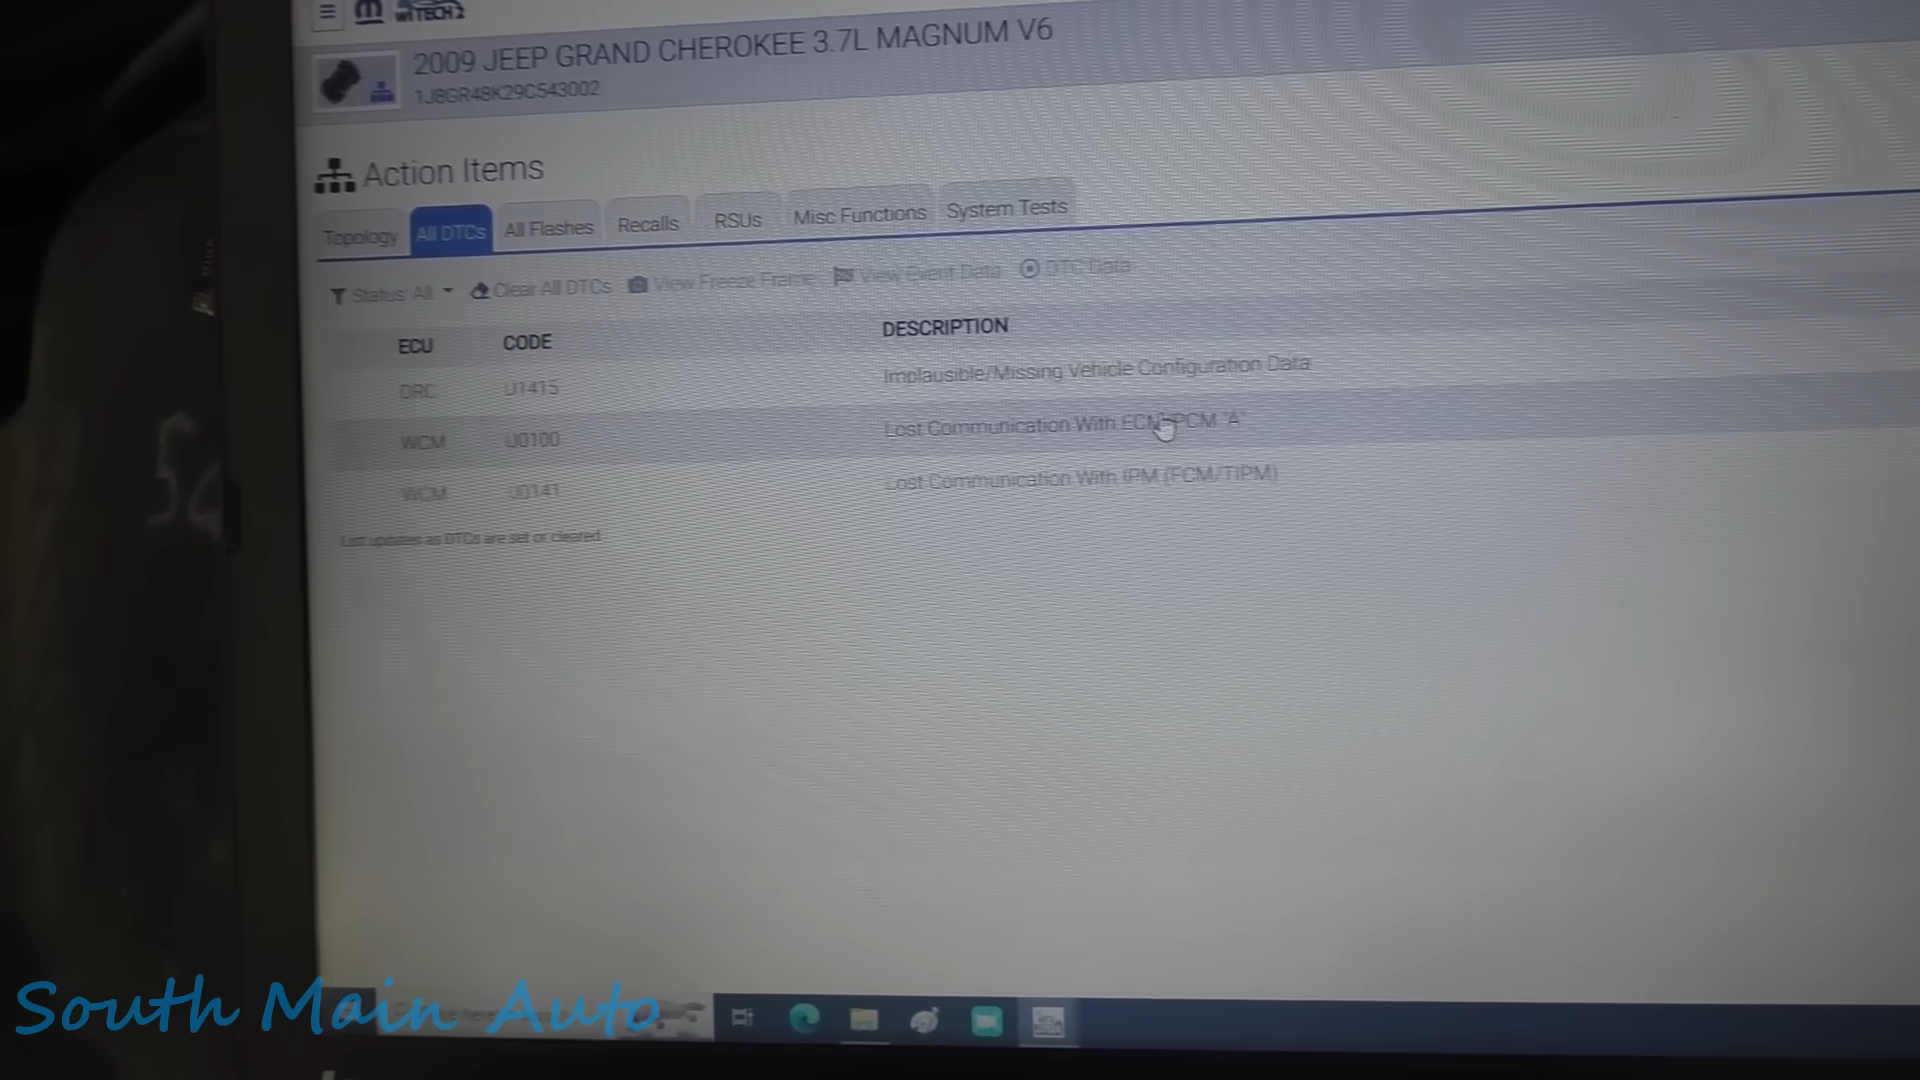 wiTECH 2
2009 JEEP GRAND CHEROKEE 3.7L MAGNUM V6
1J8GR48K29C543002
Action Items
Topology All DTCs All Flashes Recalls RSUs Misc Functions System Tests
Status: All Clear All DTCs View Freeze Frame View Event Data DTC Data
ECU CODE DESCRIPTION
ORC U1415 Implausible/Missing Vehicle Configuration Data
WCM U0100 Lost Communication With ECM/PCM "A"
WCM U0141 Lost Communication With IPM (FCM/TIPM)
List updates as DTCs are set or cleared
South Main Auto